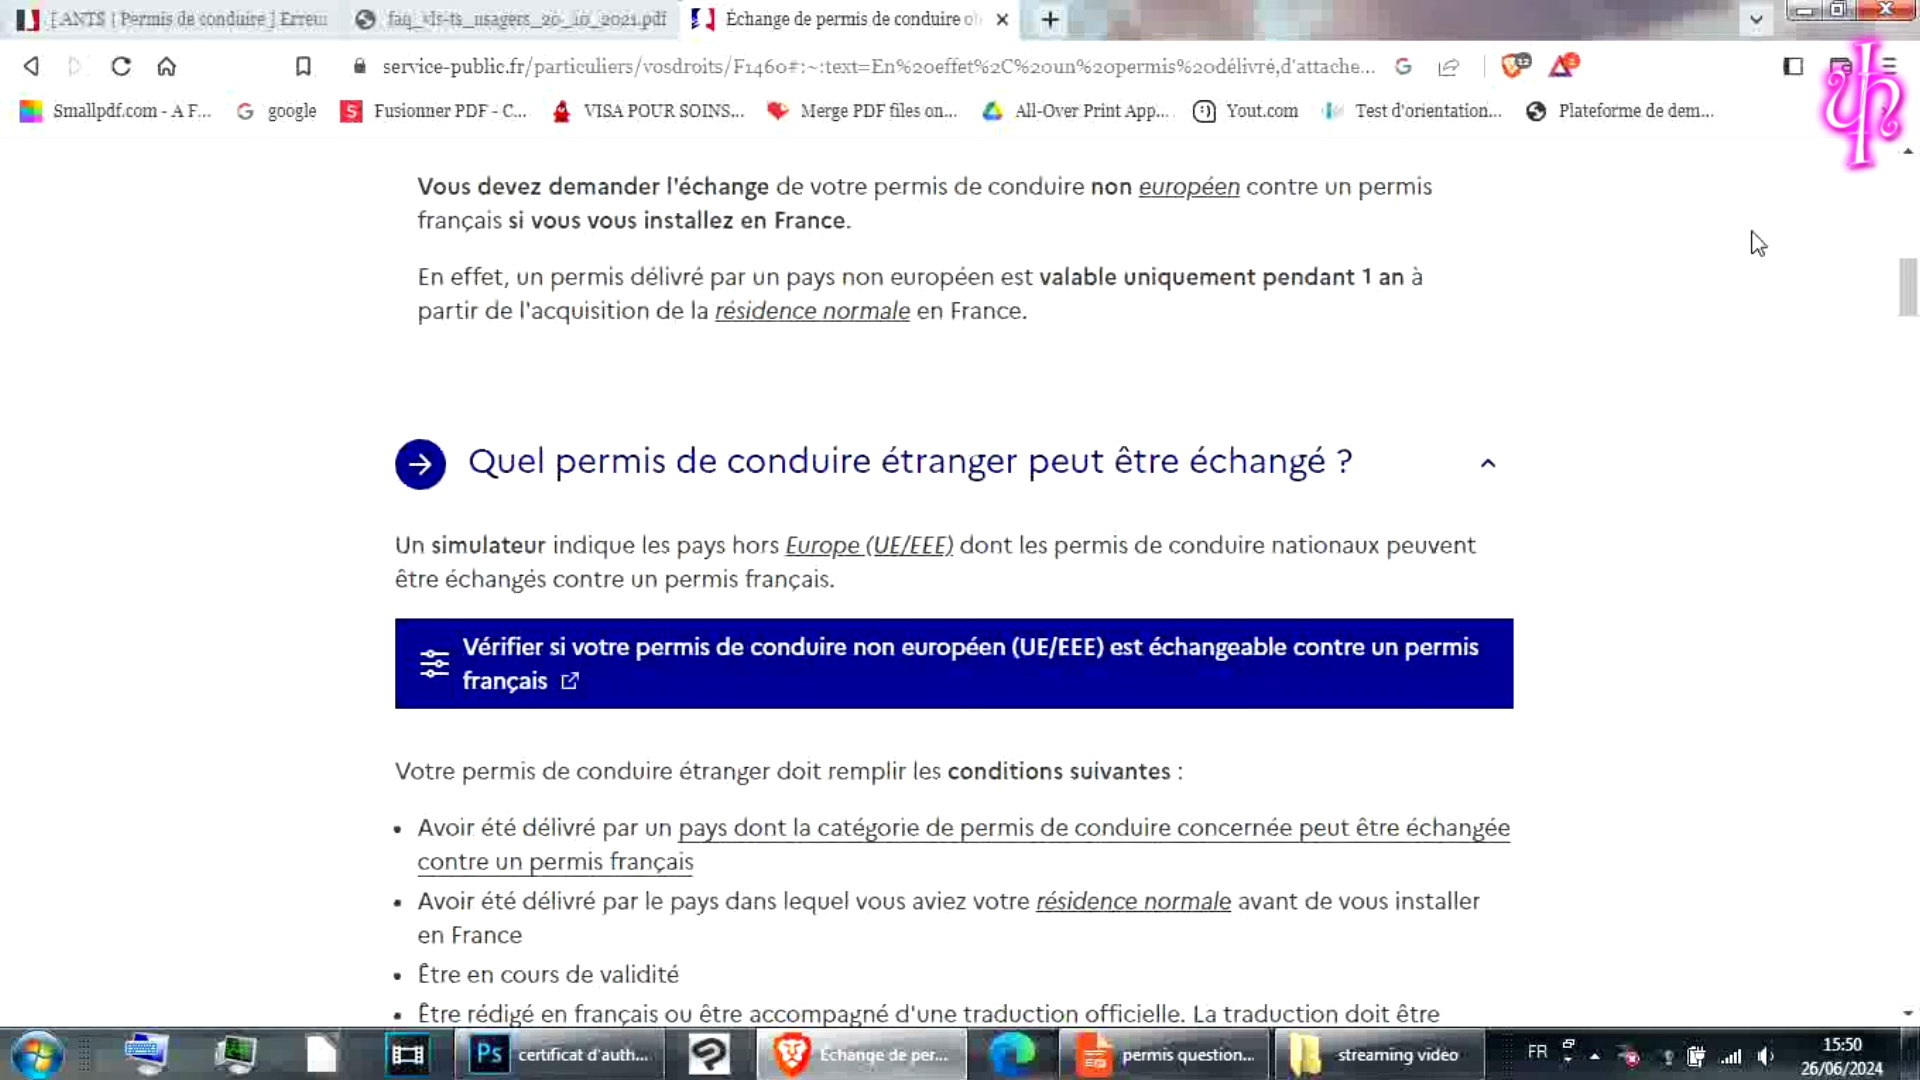 [ ANTS | Permis de conduire ] Erreur
faq_vls-ts_usagers_20_10_2021.pdf
Échange de permis de conduire o
service-public.fr/particuliers/vosdroits/F1460#:~:text=En%20effet%2C%20un%20permis%20délivré,d'attache...
12
Smallpdf.com - A F...
google
Fusionner PDF - C...
VISA POUR SOINS...
Merge PDF files on...
All-Over Print App...
Yout.com
Test d'orientation...
Plateforme de dem...
Vous devez demander l'échange de votre permis de conduire non européen contre un permis
français si vous vous installez en France.
En effet, un permis délivré par un pays non européen est valable uniquement pendant 1 an à
partir de l'acquisition de la résidence normale en France.
Quel permis de conduire étranger peut être échangé ?
Un simulateur indique les pays hors Europe (UE/EEE) dont les permis de conduire nationaux peuvent
être échangés contre un permis français.
Vérifier si votre permis de conduire non européen (UE/EEE) est échangeable contre un permis
français
Votre permis de conduire étranger doit remplir les conditions suivantes :
• Avoir été délivré par un pays dont la catégorie de permis de conduire concernée peut être échangée
contre un permis français
• Avoir été délivré par le pays dans lequel vous aviez votre résidence normale avant de vous installer
en France
• Être en cours de validité
• Être rédigé en français ou être accompagné d'une traduction officielle. La traduction doit être
Ps
certificat d'auth...
Échange de per...
permis question...
streaming video
FR
15:50
26/06/2024